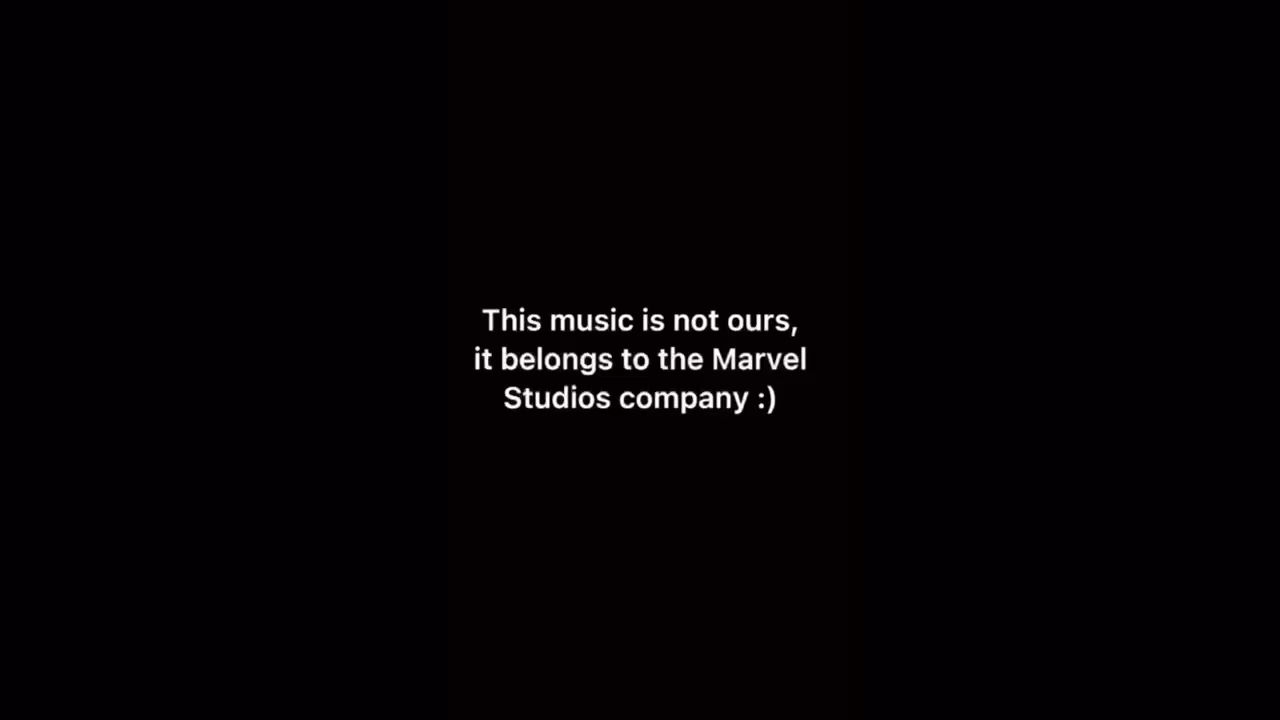 This music is not ours,
it belongs to the Marvel
Studios company :)